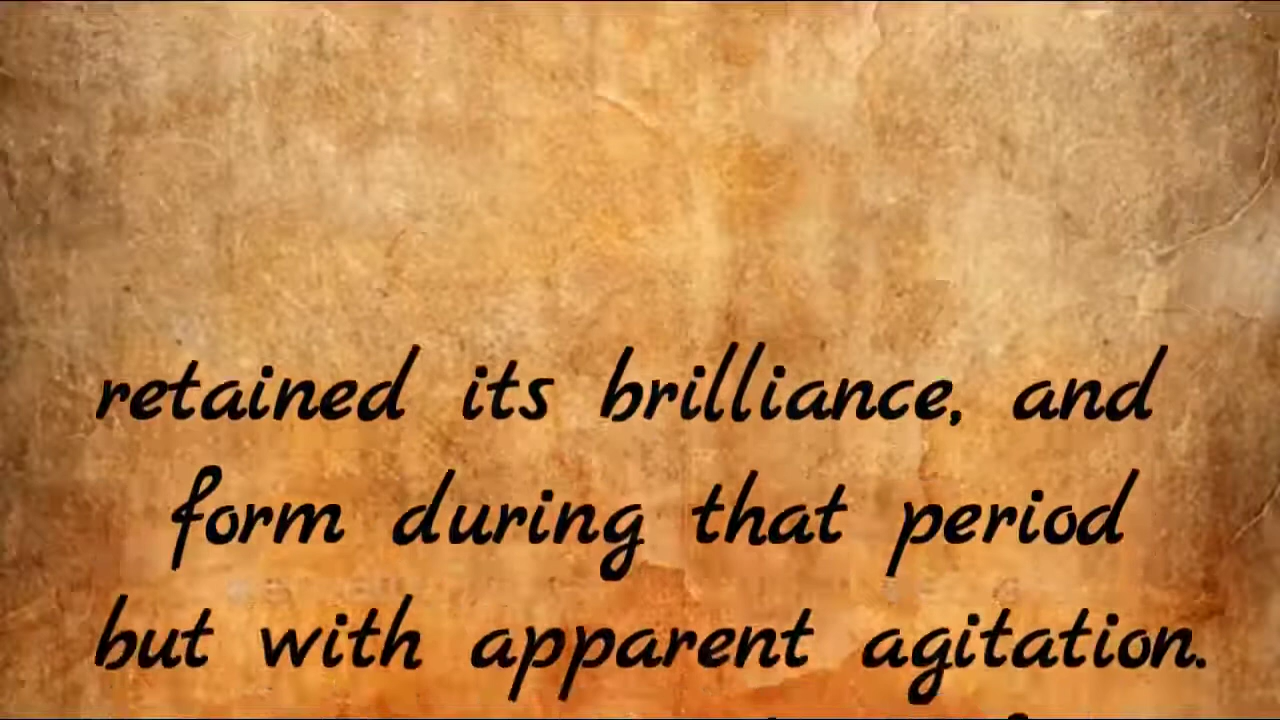 retained its brilliance, and
form during that period
but with apparent agitation.